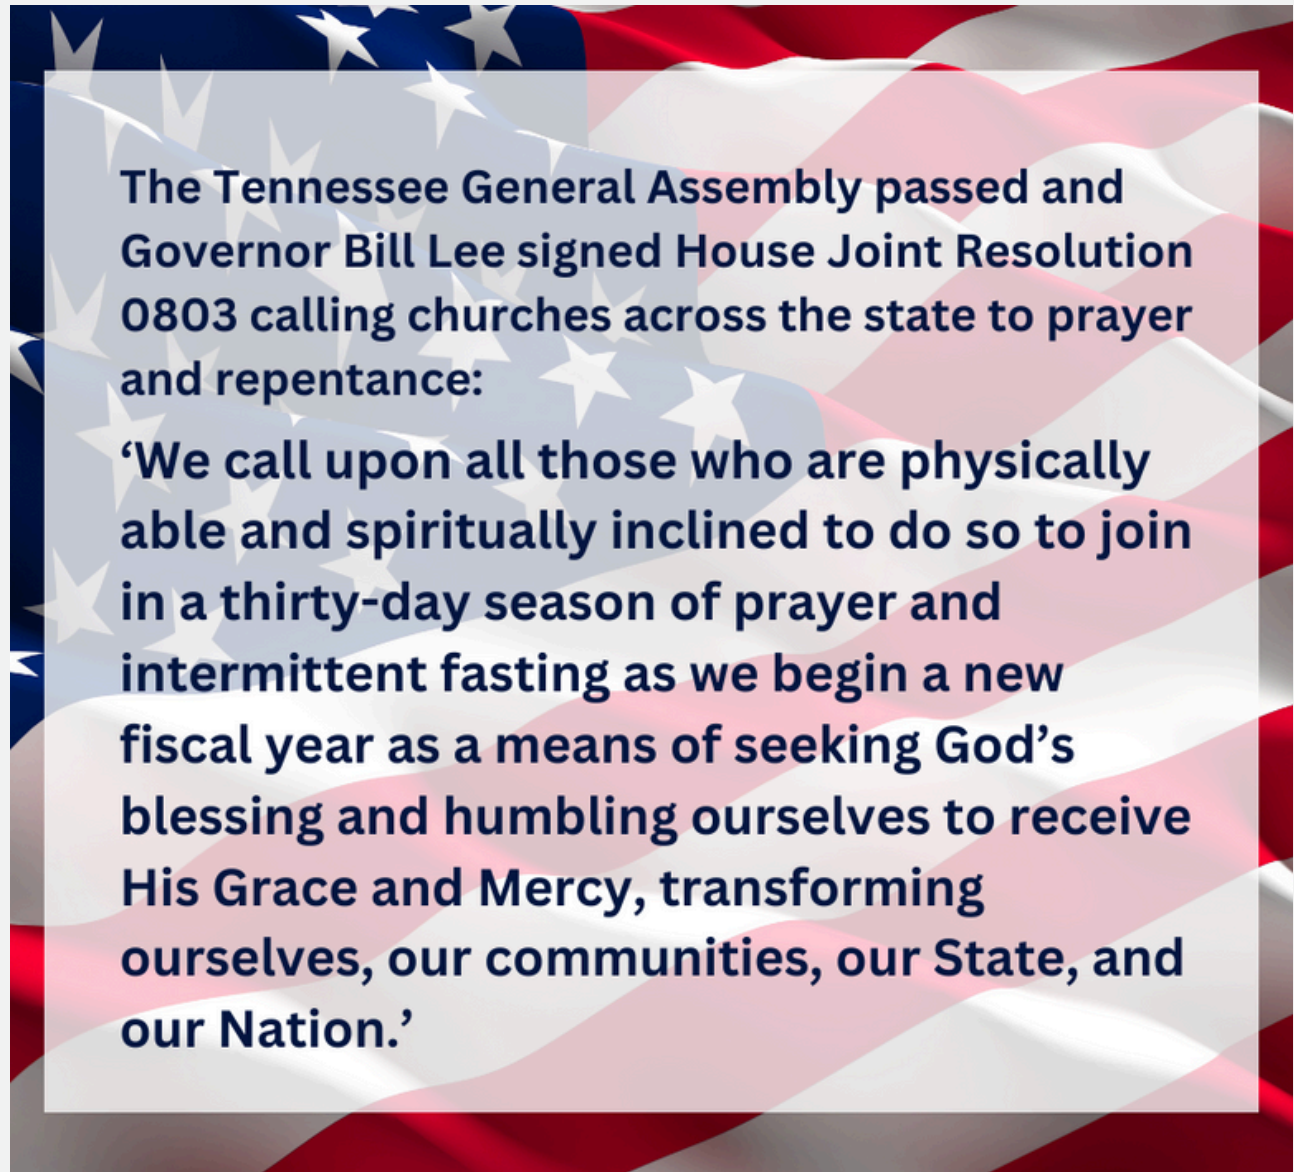 The Tennessee General Assembly passed and
Governor Bill Lee signed House Joint Resolution
0803 calling churches across the state to prayer
and repentance:
‘We call upon all those who are physically
able and spiritually inclined to do so to join
in a thirty-day season of prayer and
intermittent fasting as we begin a new
fiscal year as a means of seeking God’s
blessing and humbling ourselves to receive
His Grace and Mercy, transforming
ourselves, our communities, our State, and
our Nation.’